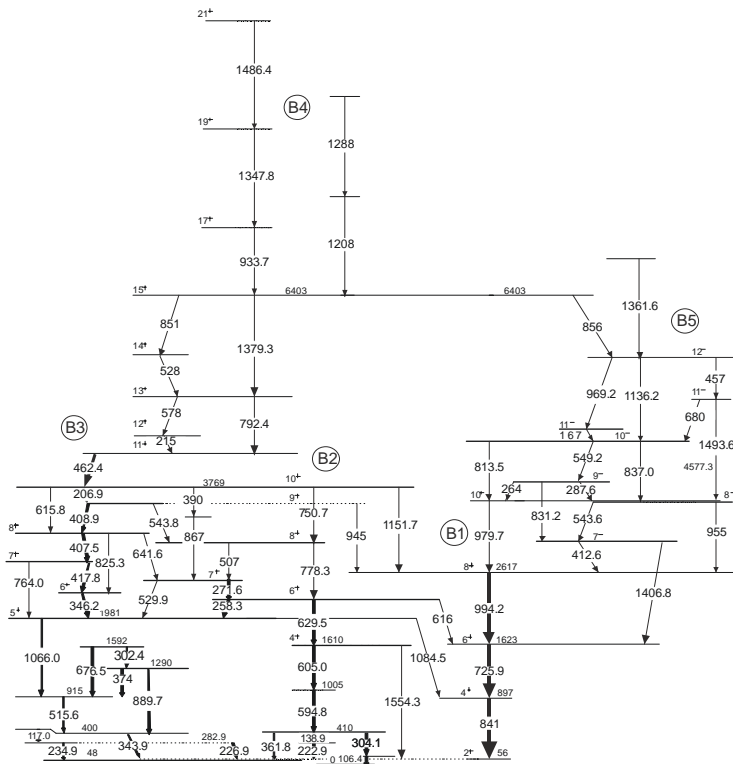 21+
1486.4
B4
19+
1288
1347.8
17+
1208
933.7
1361.6
B5
15+ 6403 6403
851
856
14+
1379.3
12-
528
969.2 1136.2 457
13+
11-
578 792.4
680
12+
11-
B3 215
167 10-
1493.6
11+
B2
549.2
462.4
813.5 837.0 4577.3
3769 10+
9-
206.9 390
264 287.6
615.8
9+ 10- 8-
408.9 543.8 750.7 1151.7
831.2 543.6
B1
8+ 867 8+ 945
979.7 955
407.5 825.3 641.6 507
7-
7+
412.6
417.8 778.3
8+ 2617
764.0 7+
6+ 271.6 6+
994.2 1406.8
346.2 529.9 258.3
616
5+ 1981
629.5
1592 4+ 1610
6+ 1623
1066.0 302.4 1084.5
676.5 1290 605.0
725.9
374
915 1005
1554.3
4+ 897
889.7
515.6 594.8
841
400 410
117.0 282.9 138.9 304.1
234.9 343.9 226.9 361.8 222.9
48 0 106.4 2+ 56